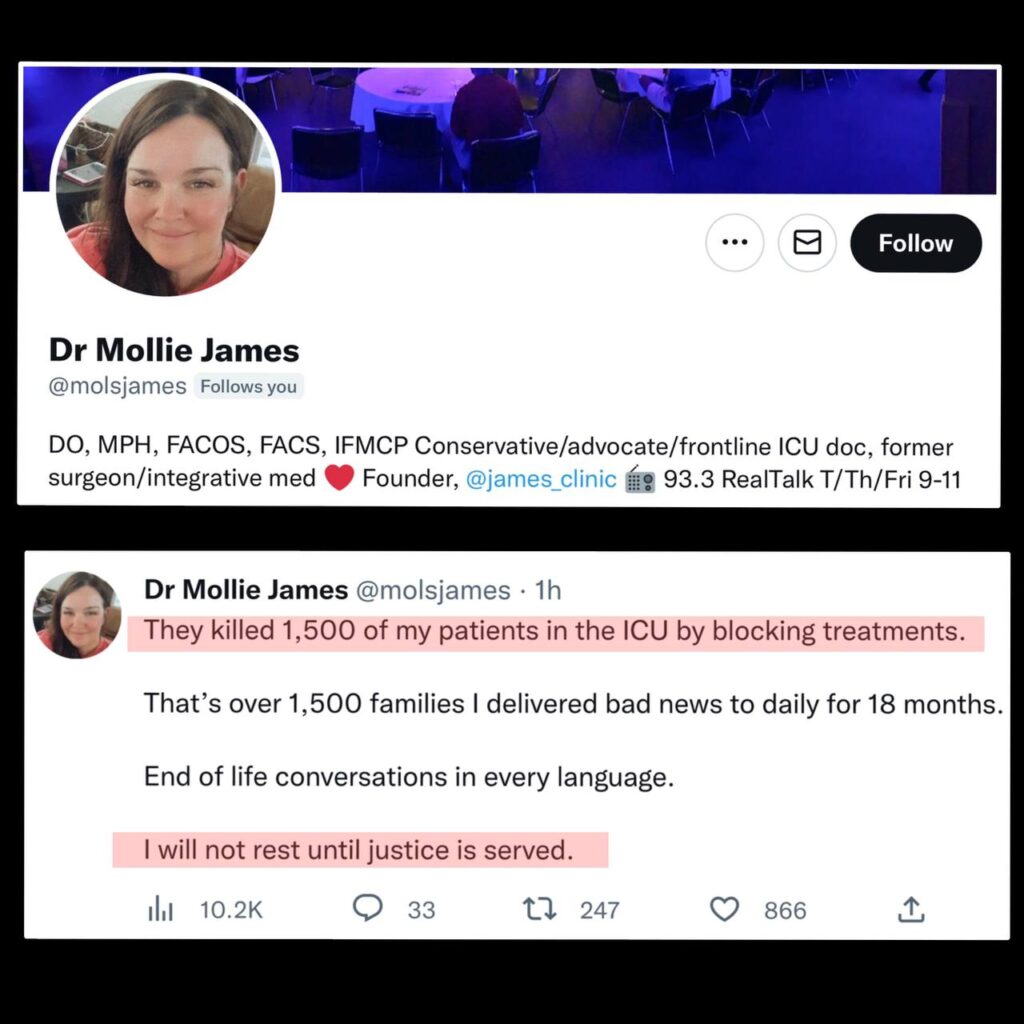 Follow
Dr Mollie James
@molsjames Follows you
DO, MPH, FACOS, FACS, IFMCP Conservative/advocate/frontline ICU doc, former
surgeon/integrative med ❤️ Founder, @james_clinic 📻 93.3 RealTalk T/Th/Fri 9-11
Dr Mollie James @molsjames · 1h
They killed 1,500 of my patients in the ICU by blocking treatments.
That’s over 1,500 families I delivered bad news to daily for 18 months.
End of life conversations in every language.
I will not rest until justice is served.
10.2K 33 247 866